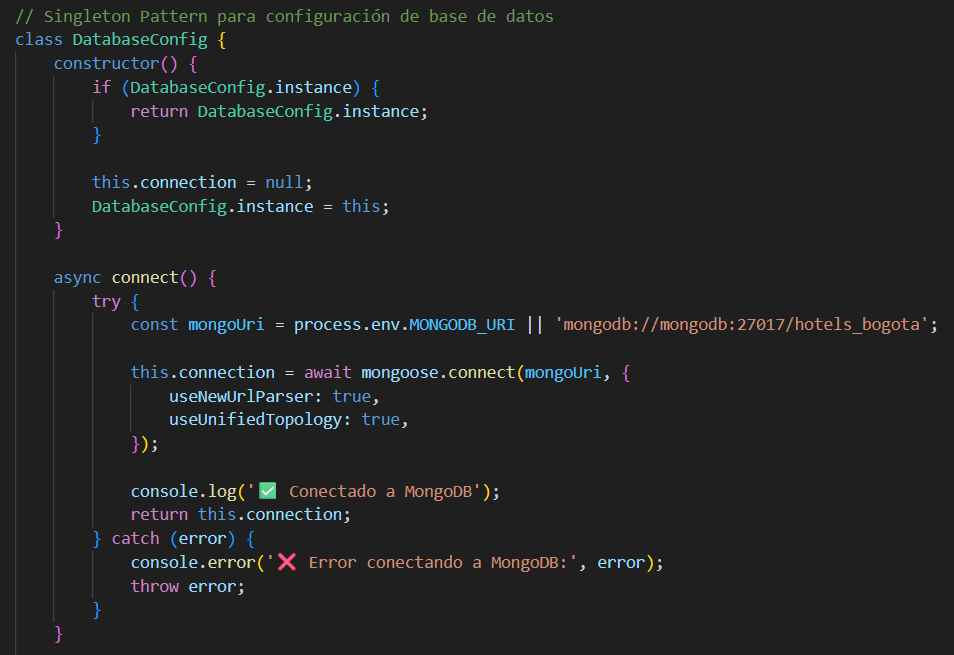 // Singleton Pattern para configuración de base de datos
class DatabaseConfig {
    constructor() {
        if (DatabaseConfig.instance) {
            return DatabaseConfig.instance;
        }

        this.connection = null;
        DatabaseConfig.instance = this;
    }

    async connect() {
        try {
            const mongoUri = process.env.MONGODB_URI || 'mongodb://mongodb:27017/hotels_bogota';

            this.connection = await mongoose.connect(mongoUri, {
                useNewUrlParser: true,
                useUnifiedTopology: true,
            });

            console.log('✅ Conectado a MongoDB');
            return this.connection;
        } catch (error) {
            console.error('❌ Error conectando a MongoDB:', error);
            throw error;
        }
    }